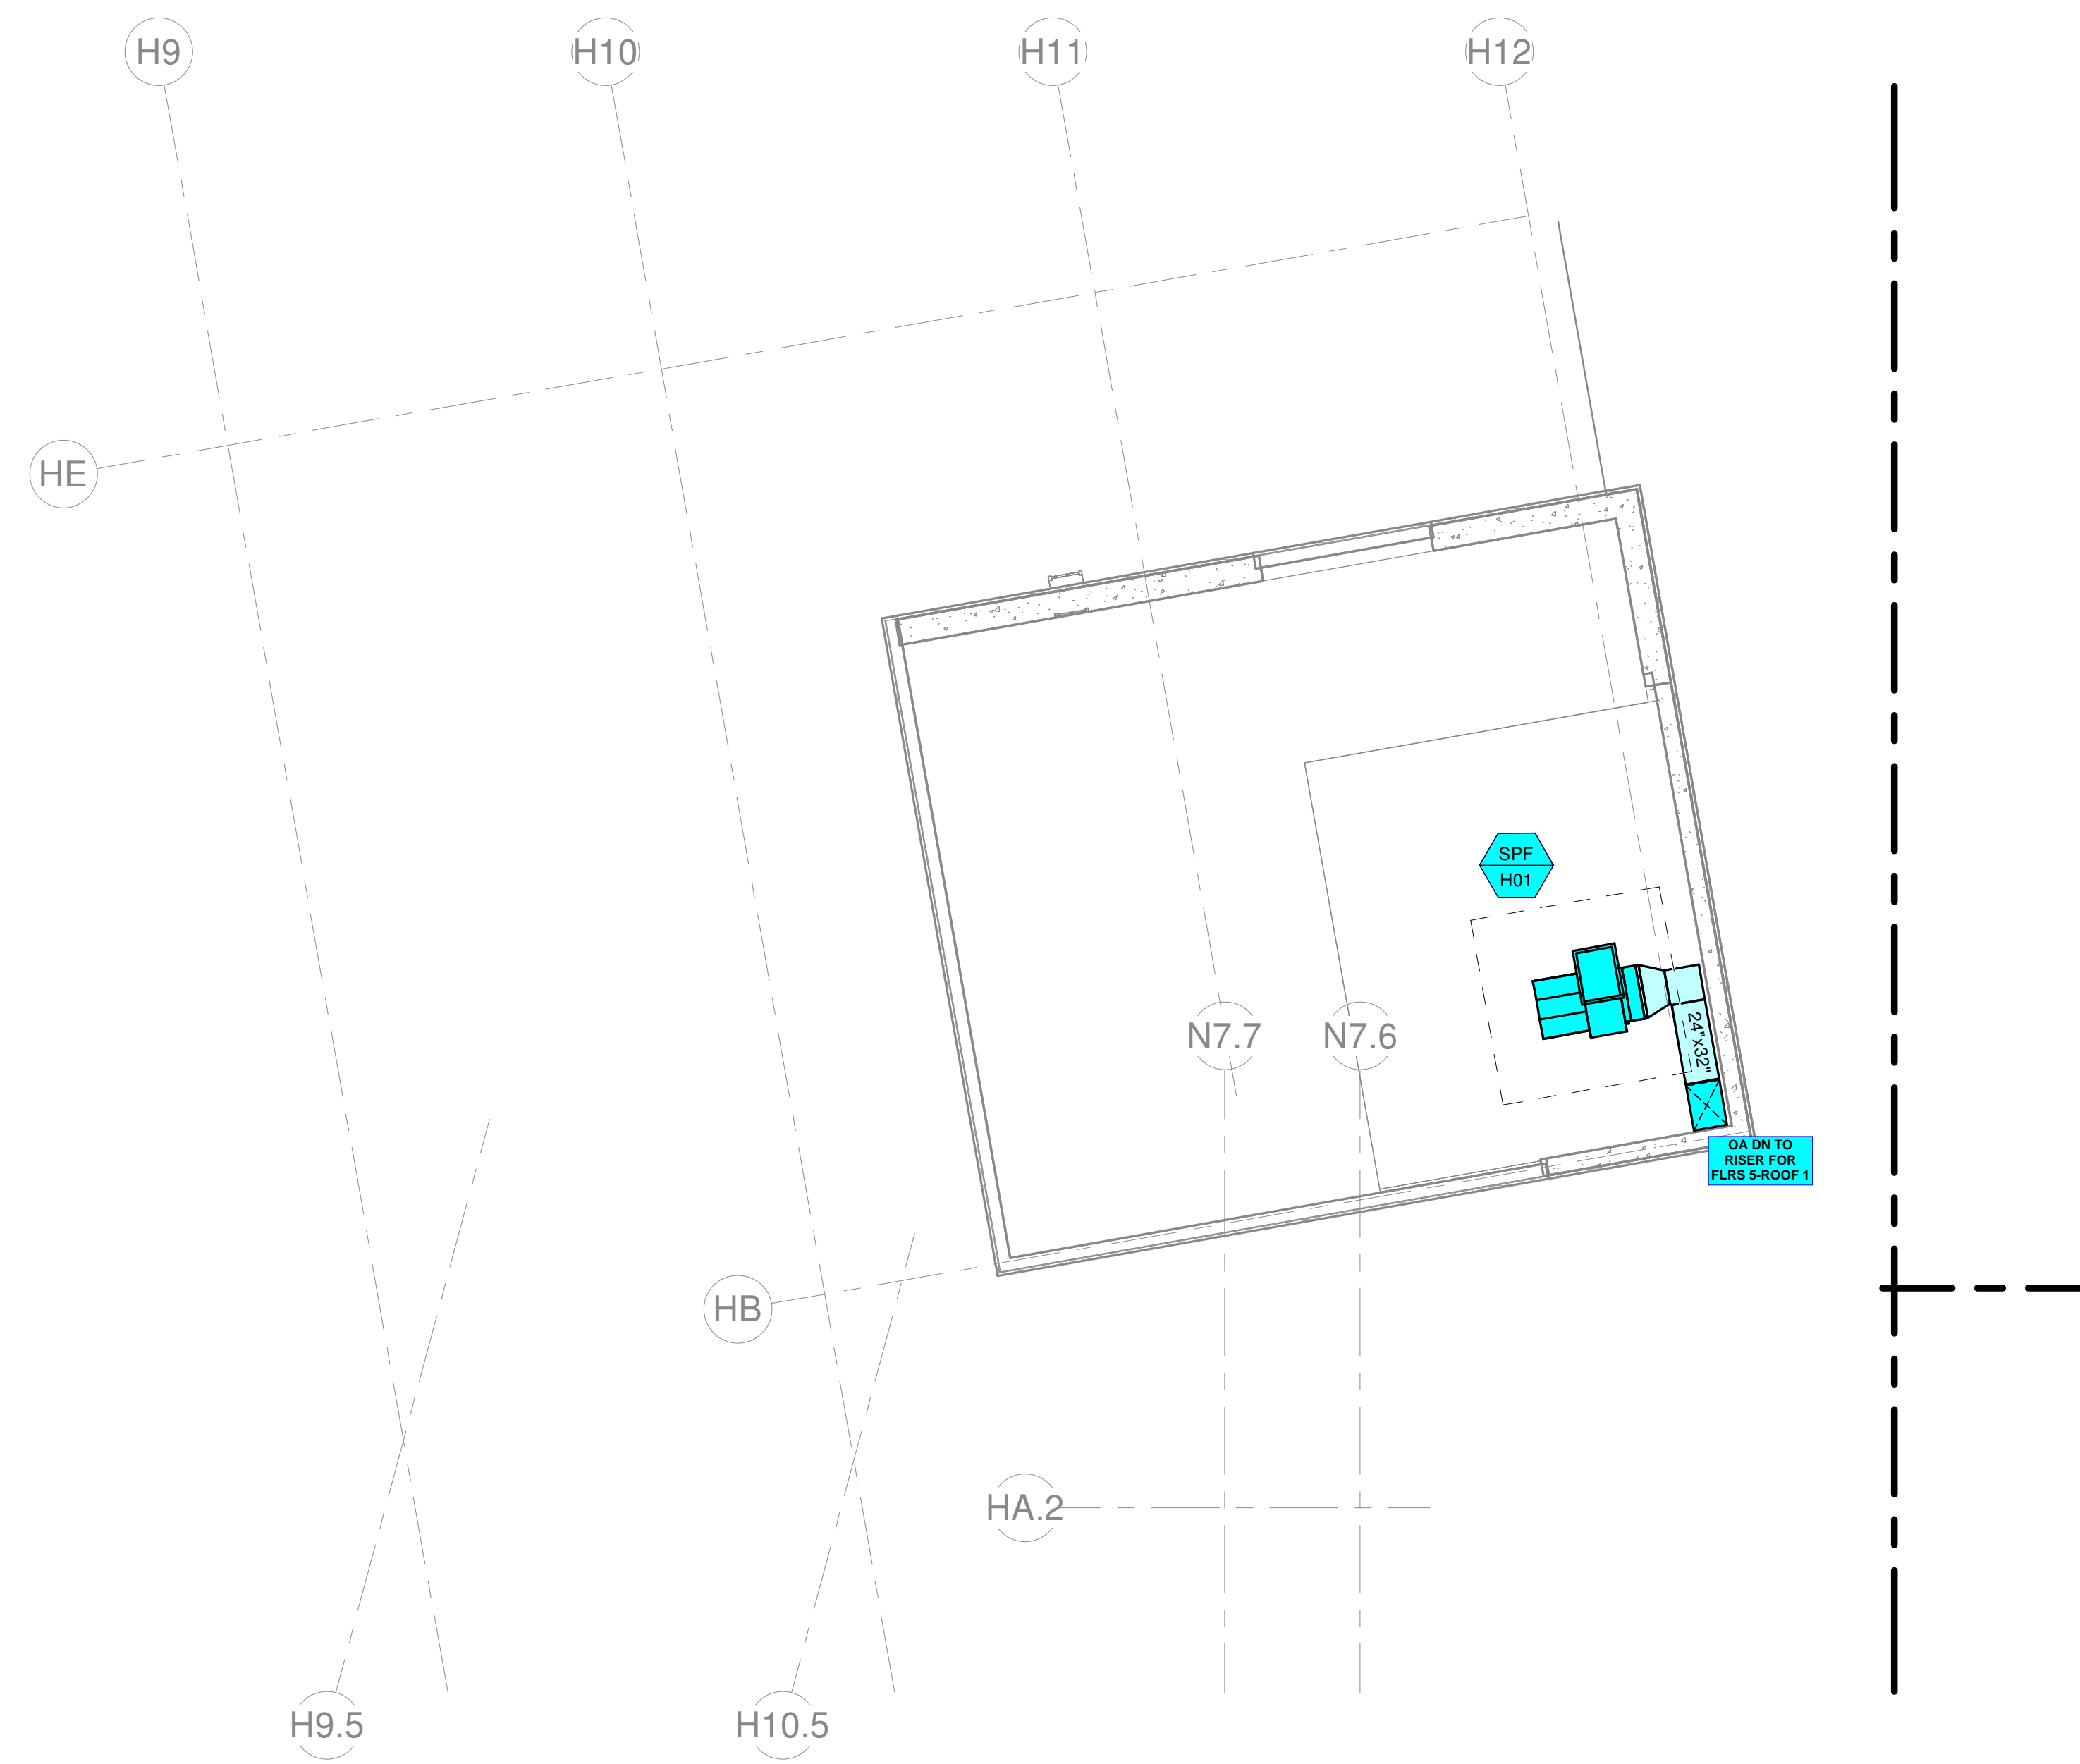 H9
H10
H11
H12
HE
SPF
H01
N7.7
N7.6
24"x32"
OA DN TO
RISER FOR
FLRS 5-ROOF 1
HB
HA.2
H9.5
H10.5